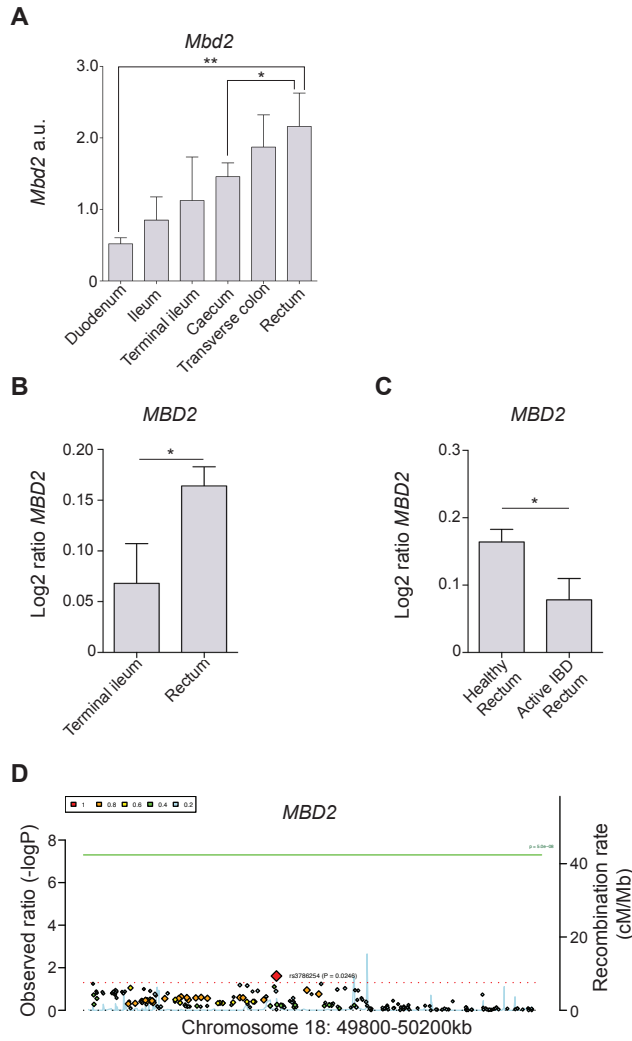 A
Mbd2
Mbd2 a.u.
3.0
2.0
1.0
0
**
*
Duodenum
Ileum
Terminal ileum
Caecum
Transverse colon
Rectum
B
MBD2
Log2 ratio MBD2
0.20
0.15
0.10
0.05
0
*
Terminal ileum
Rectum
C
MBD2
Log2 ratio MBD2
0.3
0.2
0.1
0
*
Healthy
Rectum
Active IBD
Rectum
D
MBD2
1 0.8 0.6 0.4 0.2
Observed ratio (-logP)
8
6
4
2
0
p = 5.0e-08
rs3786254 (P = 0.0246)
40
20
0
Recombination rate
(cM/Mb)
Chromosome 18: 49800-50200kb